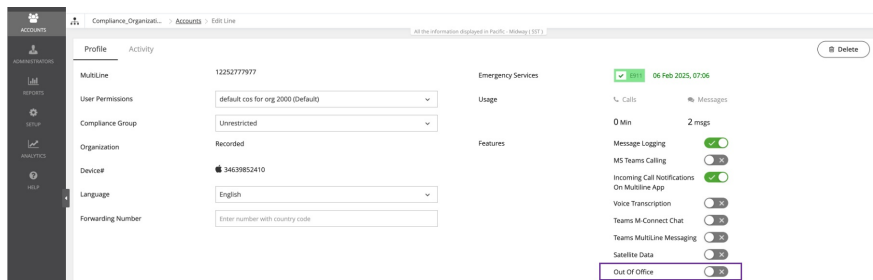 ACCOUNTS
ADMINISTRATORS
REPORTS
SETUP
ANALYTICS
HELP
Compliance_Organizati... > Accounts > Edit Line
All the information displayed in Pacific - Midway ( SST )
Profile
Activity
Delete
MultiLine
12252777977
User Permissions
default cos for org 2000 (Default)
Compliance Group
Unrestricted
Organization
Recorded
Device#
34639852410
Language
English
Forwarding Number
Enter number with country code
Emergency Services
E911 06 Feb 2025, 07:06
Usage
Calls
Messages
0 Min
2 msgs
Features
Message Logging
MS Teams Calling
Incoming Call Notifications
On Multiline App
Voice Transcription
Teams M-Connect Chat
Teams MultiLine Messaging
Satellite Data
Out Of Office